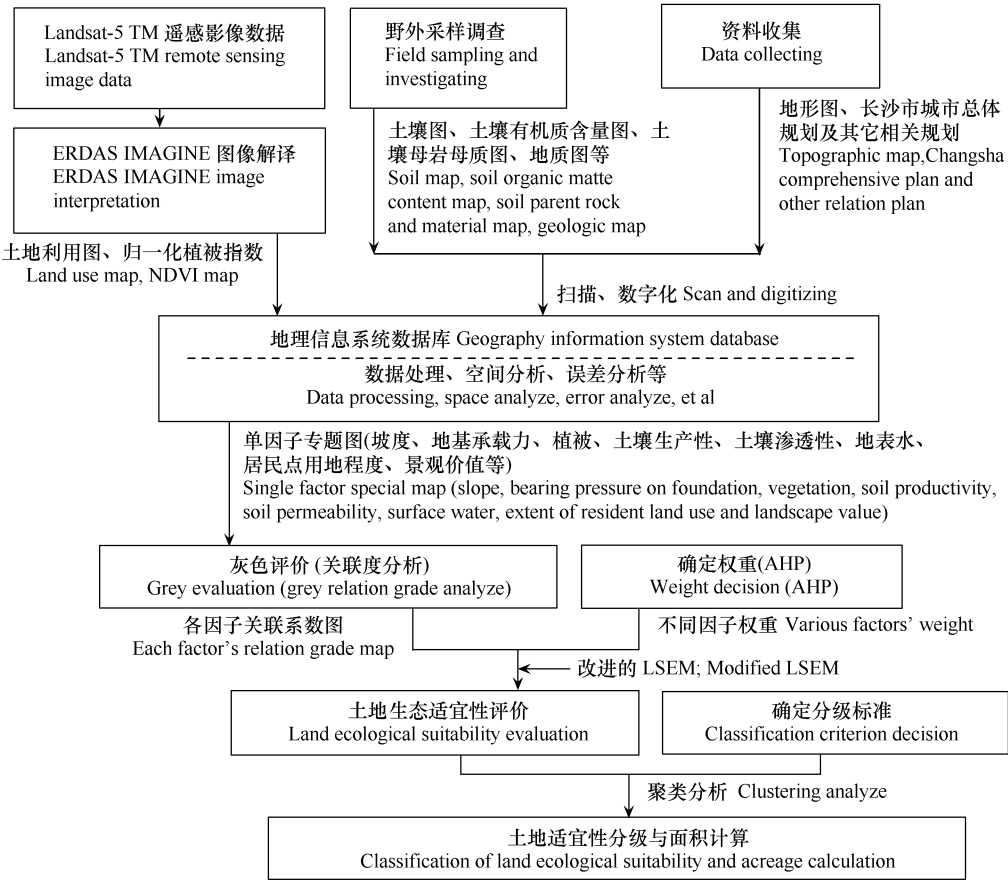 Landsat-5 TM 遥感影像数据
Landsat-5 TM remote sensing
image data
野外采样调查
Field sampling and
investigating
资料收集
Data collecting
ERDAS IMAGINE 图像解译
ERDAS IMAGINE image
interpretation
土壤图、土壤有机质含量图、土
壤母岩母质图、地质图等
Soil map, soil organic matte
content map, soil parent rock
and material map, geologic map
地形图、长沙市城市总体
规划及其它相关规划
Topographic map,Changsha
comprehensive plan and
other relation plan
土地利用图、归一化植被指数
Land use map, NDVI map
扫描、数字化 Scan and digitizing
地理信息系统数据库 Geography information system database
数据处理、空间分析、误差分析等
Data processing, space analyze, error analyze, et al
单因子专题图(坡度、地基承载力、植被、土壤生产性、土壤渗透性、地表水、
居民点用地程度、景观价值等)
Single factor special map (slope, bearing pressure on foundation, vegetation, soil productivity,
soil permeability, surface water, extent of resident land use and landscape value)
灰色评价 (关联度分析)
Grey evaluation (grey relation grade analyze)
确定权重(AHP)
Weight decision (AHP)
各因子关联系数图
Each factor's relation grade map
不同因子权重 Various factors' weight
改进的 LSEM; Modified LSEM
土地生态适宜性评价
Land ecological suitability evaluation
确定分级标准
Classification criterion decision
聚类分析 Clustering analyze
土地适宜性分级与面积计算
Classification of land ecological suitability and acreage calculation